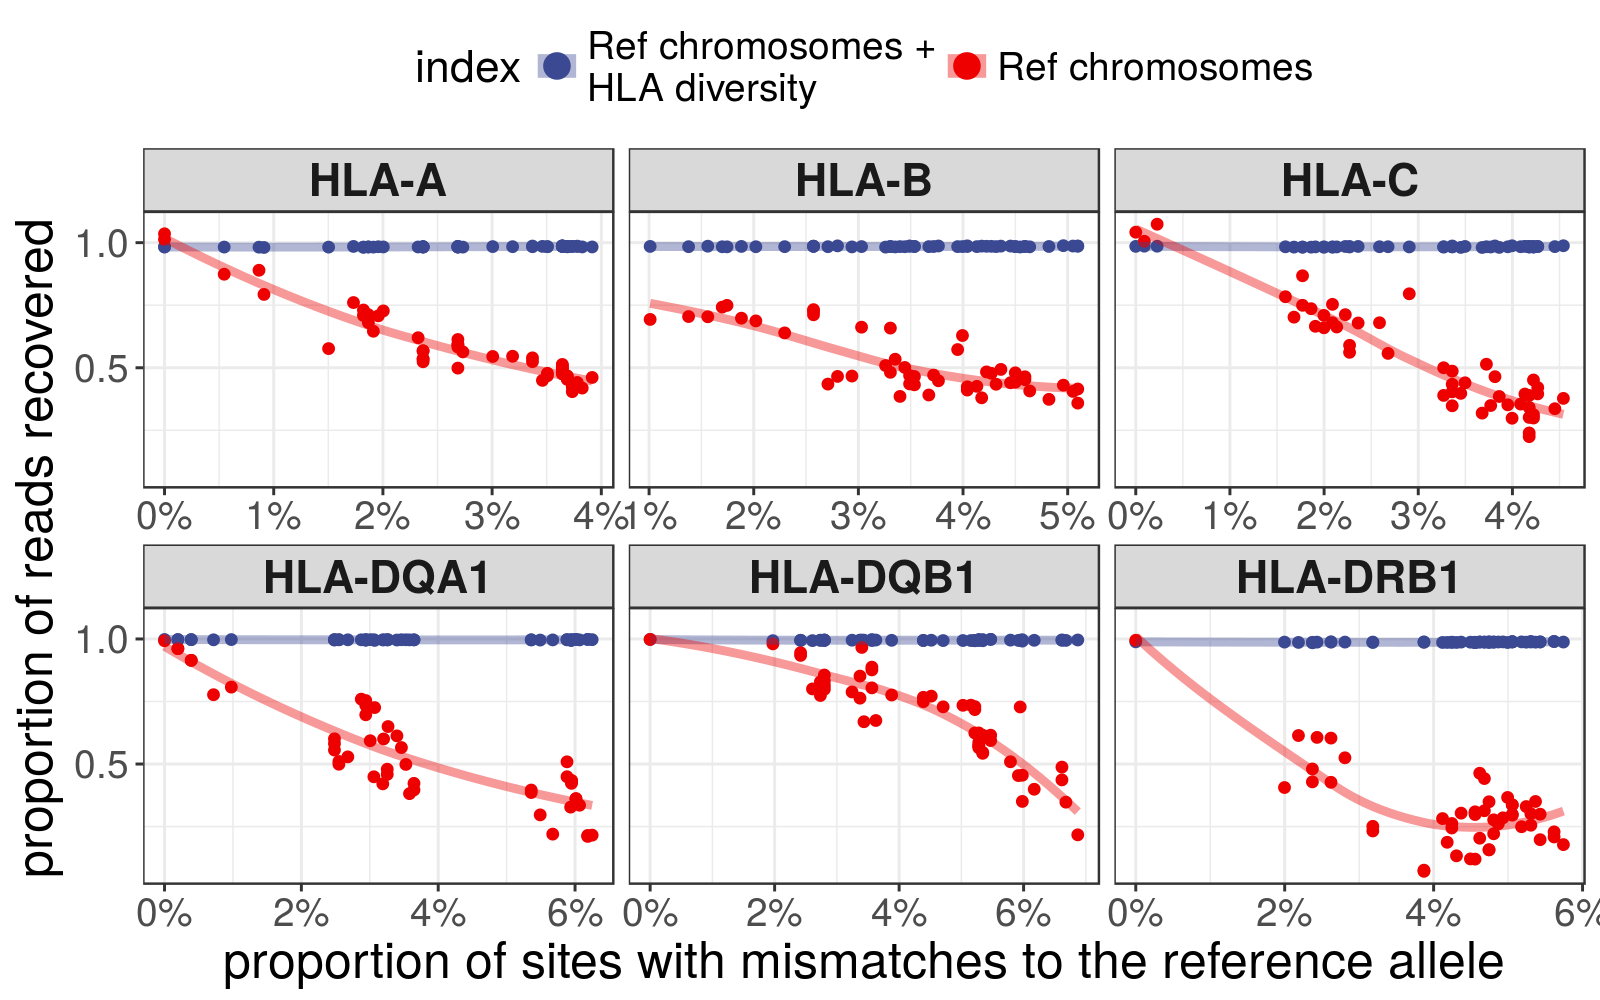 index
Ref chromosomes +
HLA diversity
Ref chromosomes
HLA-A
HLA-B
HLA-C
proportion of reads recovered
1.0
0.5
0% 1% 2% 3% 4%
1% 2% 3% 4% 5%
0% 1% 2% 3% 4%
HLA-DQA1
HLA-DQB1
HLA-DRB1
1.0
0.5
0% 2% 4% 6%
0% 2% 4% 6%
0% 2% 4% 6%
proportion of sites with mismatches to the reference allele